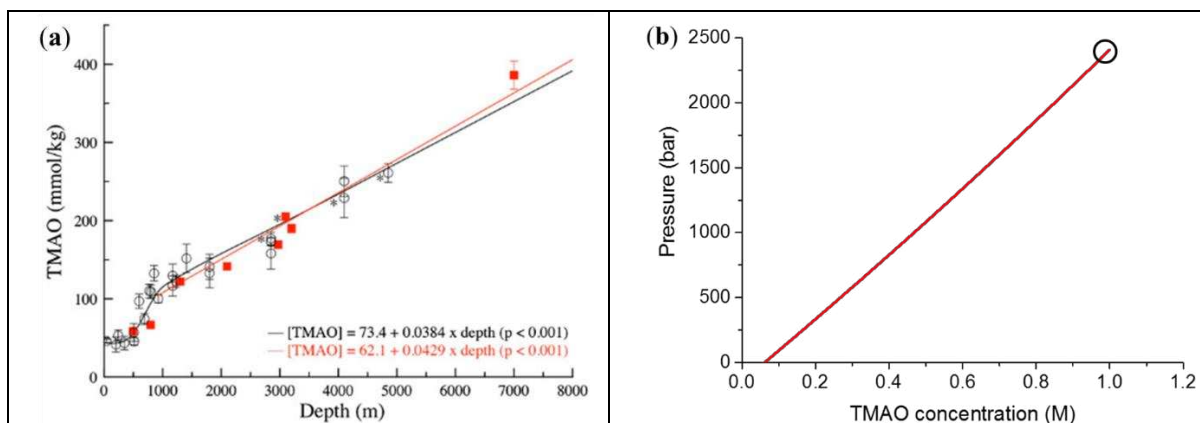 (a)
TMAO (mmol/kg)
400
300
200
100
0
[TMAO] = 73.4 + 0.0384 x depth (p < 0.001)
[TMAO] = 62.1 + 0.0429 x depth (p < 0.001)
0 1000 2000 3000 4000 5000 6000 7000 8000
Depth (m)
(b)
Pressure (bar)
2500
2000
1500
1000
500
0
0.0 0.2 0.4 0.6 0.8 1.0 1.2
TMAO concentration (M)